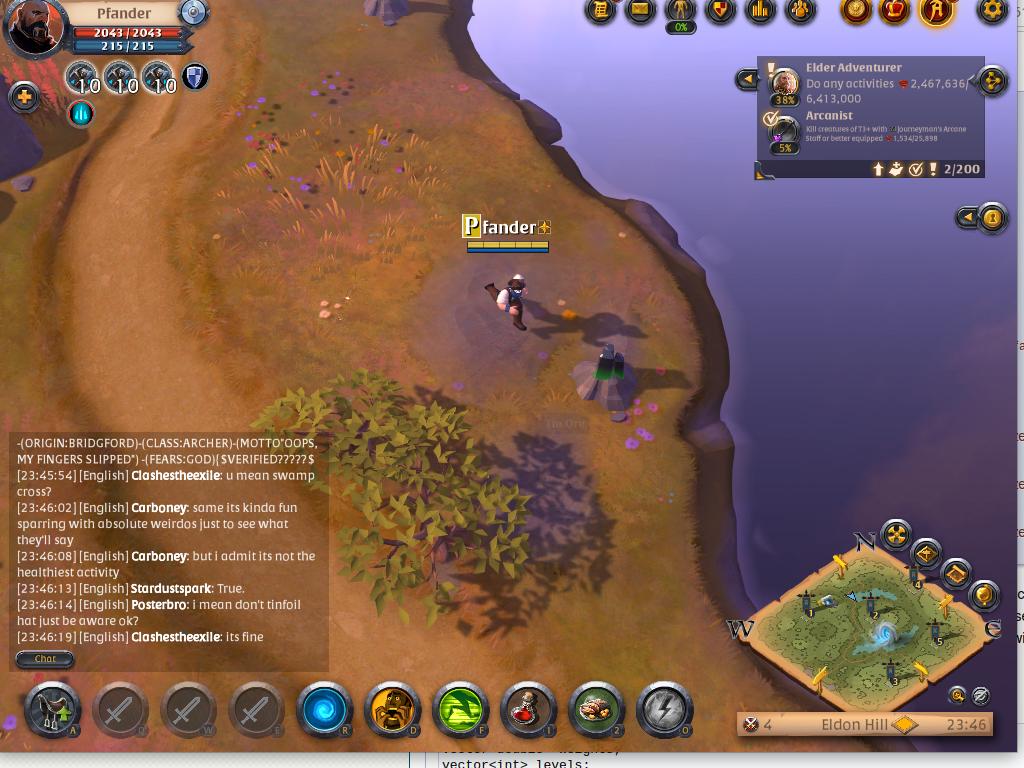 Pfander
2043/2043
215/215
10
10
10
0%
Elder Adventurer
Do any activities 2,467,636/
6,413,000
38%
Arcanist
Kill creatures of T3+ with Journeyman's Arcane
Staff or better equipped 1,534/25,898
5%
2/200
Pfander
-(ORIGIN:BRIDGFORD)-(CLASS:ARCHER)-(MOTTO"OOPS,
MY FINGERS SLIPPED") -(FEARS:GOD){$VERIFIED?????$
[23:45:54] [English] Clashestheexile: u mean swamp
cross?
[23:46:02] [English] Carboney: same its kinda fun
sparring with absolute weirdos just to see what
they'll say
[23:46:08] [English] Carboney: but i admit its not the
healthiest activity
[23:46:13] [English] Stardustspark: True.
[23:46:14] [English] Posterbro: i mean don't tinfoil
hat just be aware ok?
[23:46:19] [English] Clashestheexile: its fine
Chat
A
Q
W
E
R
D
F
1
2
O
N
W
E
1
2
3
4
5
4
Eldon Hill
23:46
vector<int> levels;